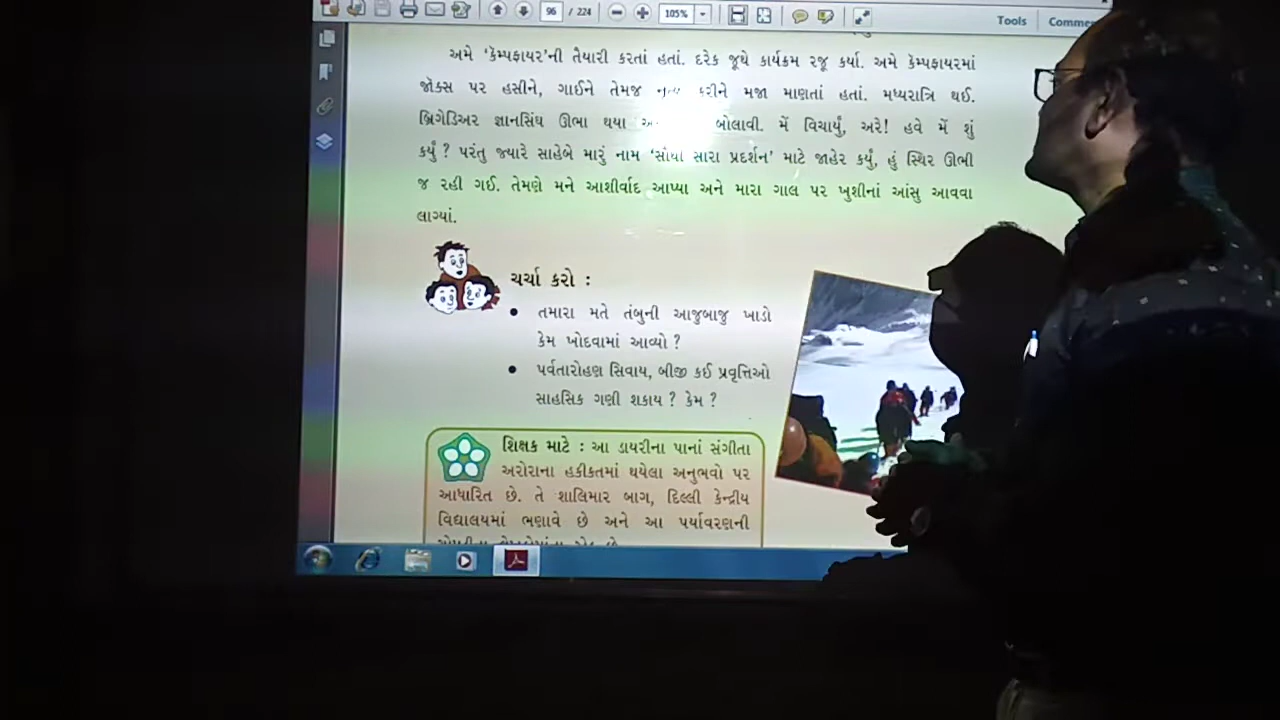 96 / 224 105% Tools
અમે ‘કૅમ્પફાયર’ની તૈયારી કરતાં હતાં. દરેક જૂથે કાર્યક્રમ રજૂ કર્યા. અમે કૅમ્પફાયરમાં
જૉક્સ પર હસીને, ગાઈને તેમજ કરીને મજા માણતાં હતાં. મધ્યરાત્રિ થઈ.
બ્રિગેડિઅર જ્ઞાનસિંઘ ઊભા થયા બોલાવી. મેં વિચાર્યું, અરે! હવે મેં શું
કર્યું ? પરંતુ જ્યારે સાહેબે મારું નામ ‘સૌથી સારા પ્રદર્શન’ માટે જાહેર કર્યું, હું સ્થિર ઊભી
જ રહી ગઈ. તેમણે મને આશીર્વાદ આપ્યા અને મારા ગાલ પર ખુશીનાં આંસુ આવવા
લાગ્યાં.
ચર્ચા કરો :
• તમારા મતે તંબુની આજુબાજુ ખાડો
કેમ ખોદવામાં આવ્યો ?
• પર્વતારોહણ સિવાય, બીજી કઈ પ્રવૃત્તિઓ
સાહસિક ગણી શકાય ? કેમ ?
શિક્ષક માટે : આ ડાયરીના પાનાં સંગીતા
અરોરાના હકીકતમાં થયેલા અનુભવો પર
આધારિત છે. તે શાલિમાર બાગ, દિલ્લી કેન્દ્રીય
વિદ્યાલયમાં ભણાવે છે અને આ પર્યાવરણની